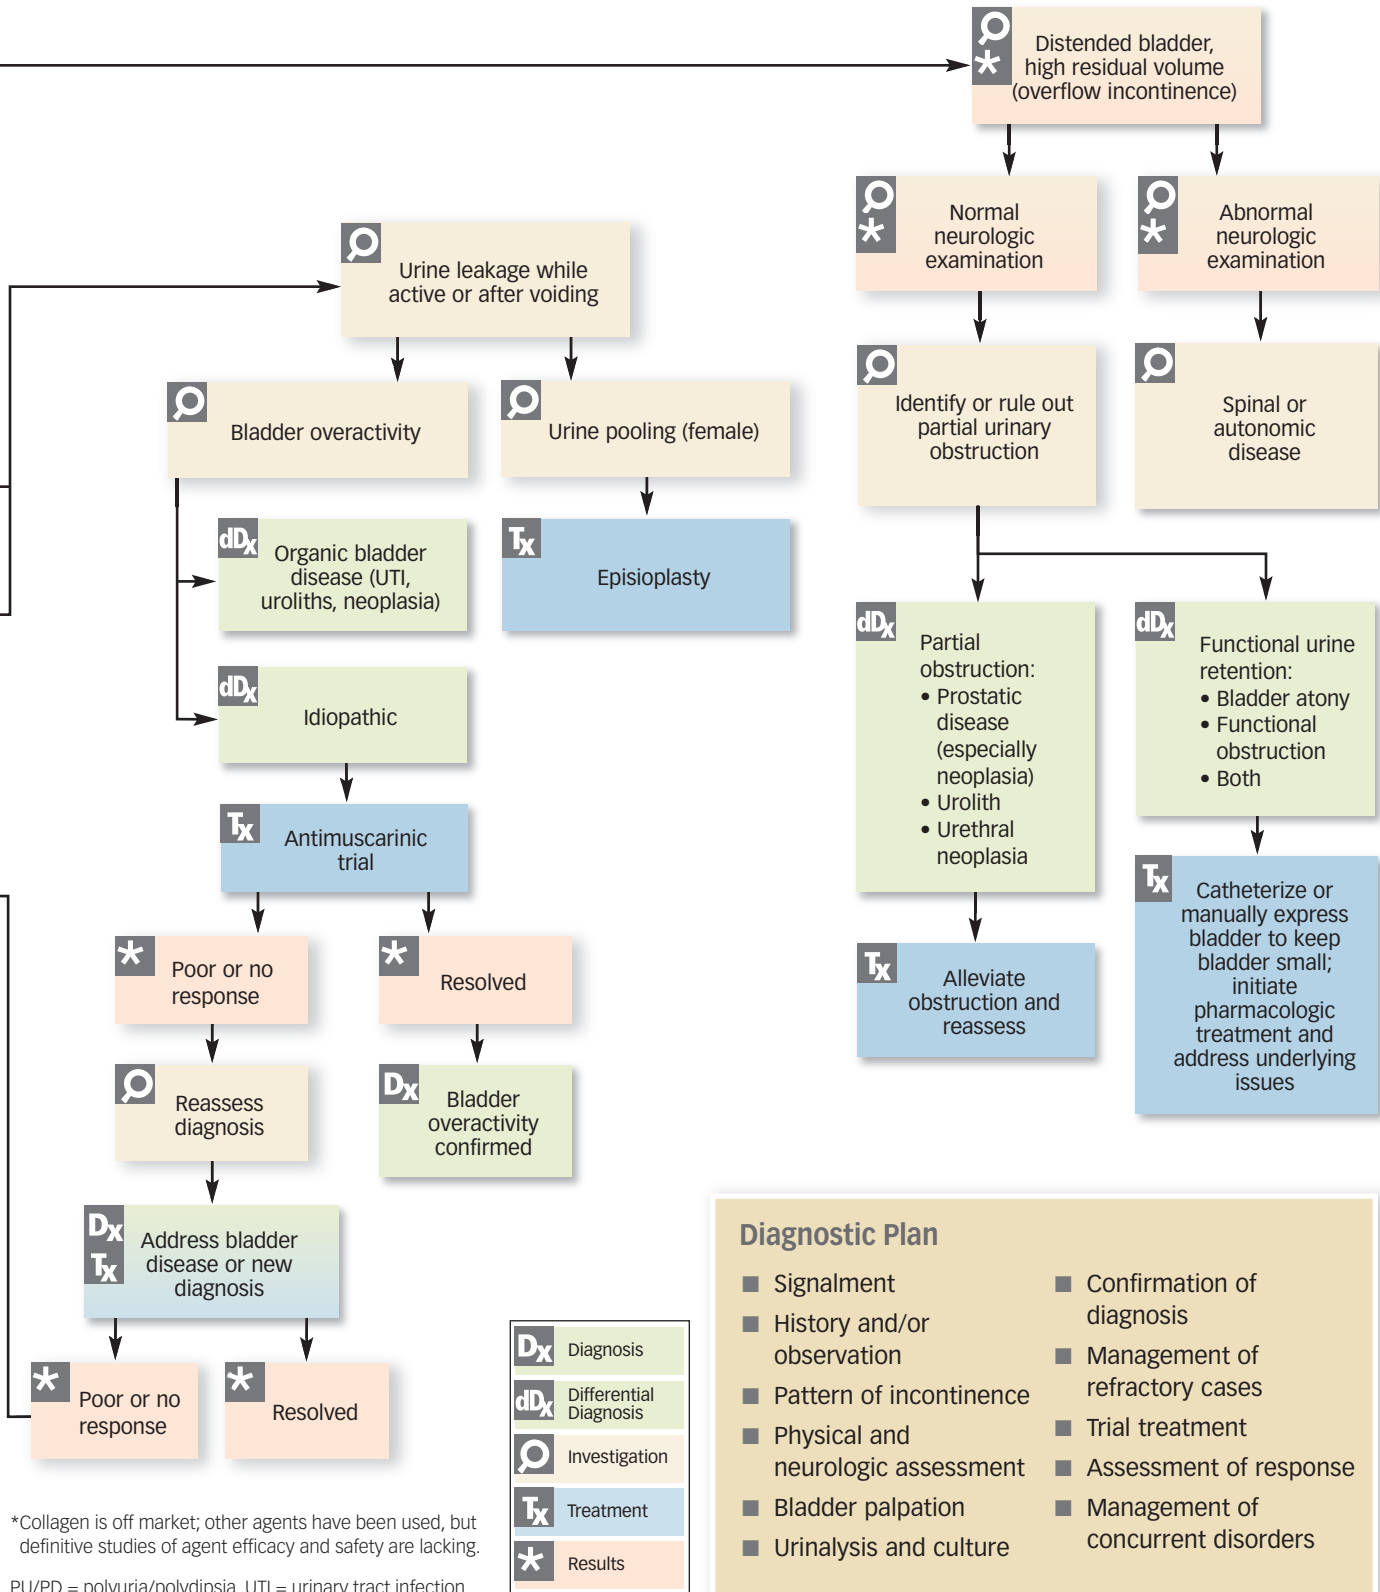 Distended bladder,
high residual volume
(overflow incontinence)
Normal
neurologic
examination
Abnormal
neurologic
examination
Urine leakage while
active or after voiding
Identify or rule out
partial urinary
obstruction
Spinal or
autonomic
disease
Bladder overactivity
Urine pooling (female)
dDx
Organic bladder
disease (UTI,
uroliths, neoplasia)
Tx
Episioplasty
dDx
Partial
obstruction:
• Prostatic
disease
(especially
neoplasia)
• Urolith
• Urethral
neoplasia
dDx
Functional urine
retention:
• Bladder atony
• Functional
obstruction
• Both
dDx
Idiopathic
Tx
Antimuscarinic
trial
Tx
Catheterize or
manually express
bladder to keep
bladder small;
initiate
pharmacologic
treatment and
address underlying
issues
* Poor or no
response
* Resolved
Tx
Alleviate
obstruction and
reassess
Reassess
diagnosis
Dx
Bladder
overactivity
confirmed
Dx
Tx
Address bladder
disease or new
diagnosis
* Poor or no
response
* Resolved
Dx Diagnosis
dDx Differential
Diagnosis
Investigation
Tx Treatment
* Results
Diagnostic Plan
■ Signalment
■ History and/or
observation
■ Pattern of incontinence
■ Physical and
neurologic assessment
■ Bladder palpation
■ Urinalysis and culture
■ Confirmation of
diagnosis
■ Management of
refractory cases
■ Trial treatment
■ Assessment of response
■ Management of
concurrent disorders
*Collagen is off market; other agents have been used, but
definitive studies of agent efficacy and safety are lacking.
PU/PD = polyuria/polydipsia, UTI = urinary tract infection